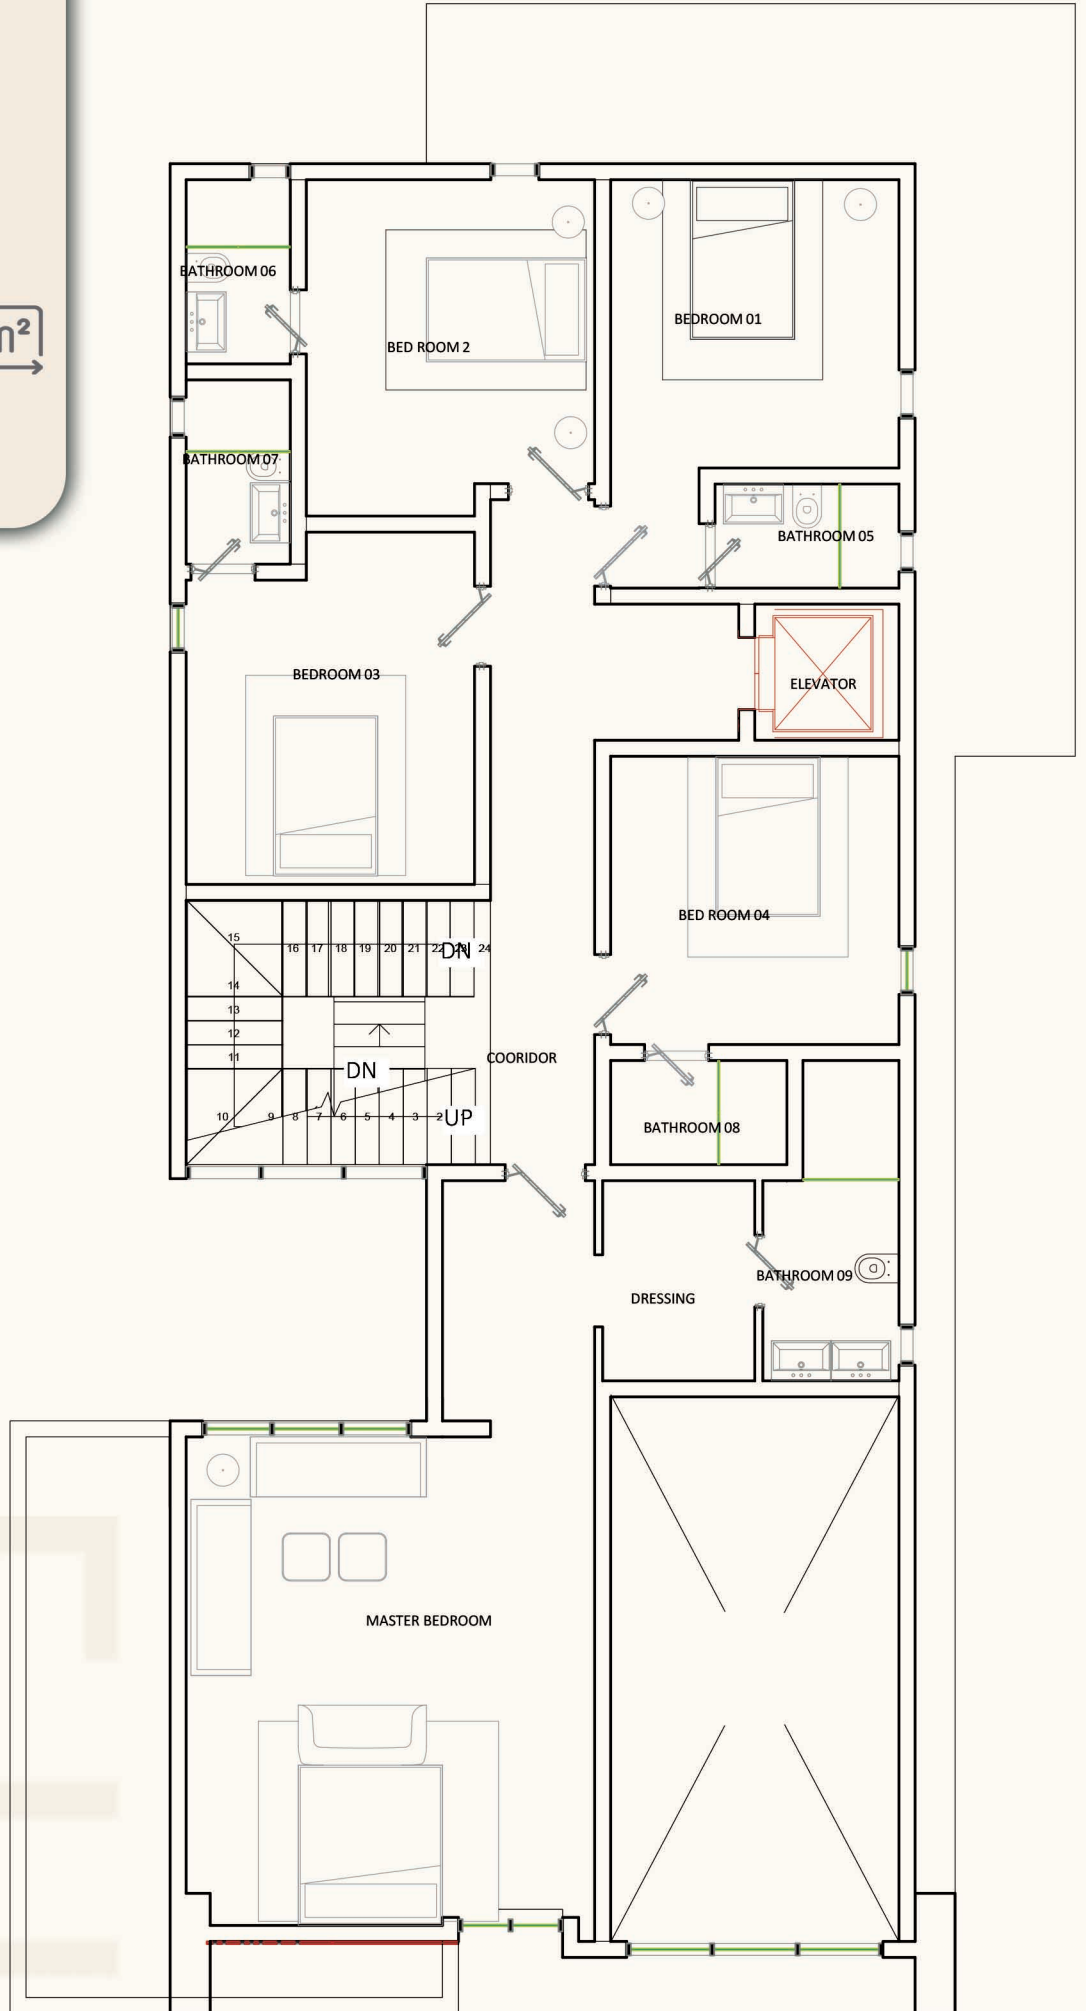 m²
BATHROOM 06
BEDROOM 01
BED ROOM 2
BATHROOM 07
BATHROOM 05
BEDROOM 03
ELEVATOR
BED ROOM 04
15
16 17 18 19 20 21 22 23 24
DN
14
13
12
11
COORIDOR
DN
10 9 8 7 6 5 4 3 2
UP
BATHROOM 08
BATHROOM 09
DRESSING
MASTER BEDROOM